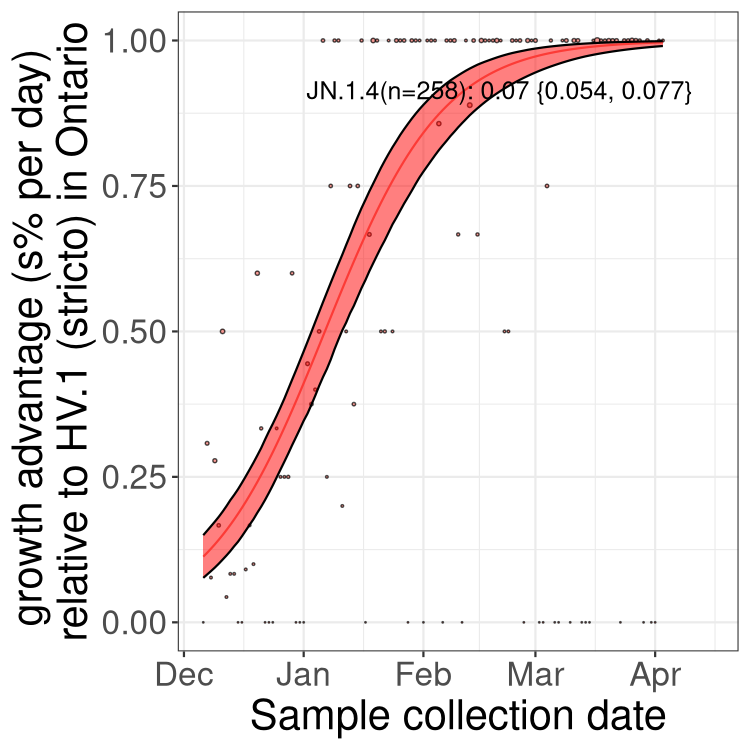 growth advantage (s% per day)
relative to HV.1 (stricto) in Ontario
1.00
0.75
0.50
0.25
0.00
JN.1.4(n=258): 0.07 {0.054, 0.077}
Dec Jan Feb Mar Apr
Sample collection date